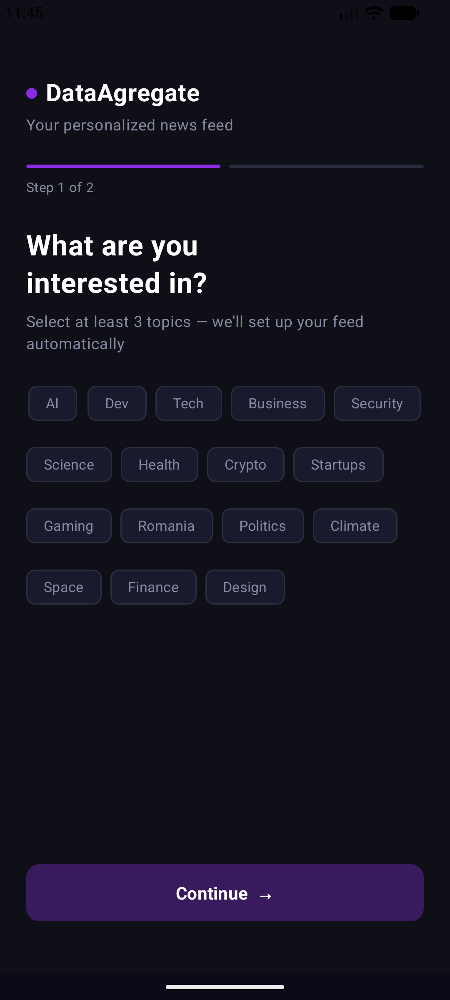 11:45
DataAgregate
Your personalized news feed
Step 1 of 2
What are you
interested in?
Select at least 3 topics — we'll set up your feed
automatically
AI Dev Tech Business Security
Science Health Crypto Startups
Gaming Romania Politics Climate
Space Finance Design
Continue →